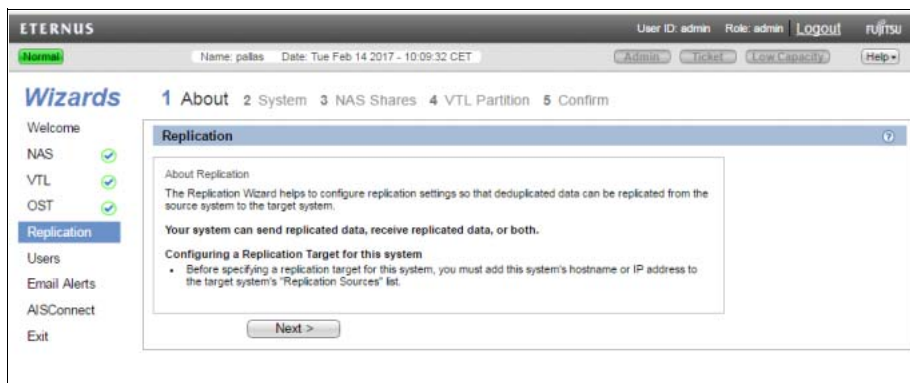 ETERNUS
User ID: admin Role: admin Logout FUJITSU
Normal Name: pallas Date: Tue Feb 14 2017 - 10:09:32 CET Admin Ticket Low Capacity Help
Wizards
1 About 2 System 3 NAS Shares 4 VTL Partition 5 Confirm
Welcome
NAS
VTL
OST
Replication
Users
Email Alerts
AISConnect
Exit
Replication ?
About Replication
The Replication Wizard helps to configure replication settings so that deduplicated data can be replicated from the
source system to the target system.
Your system can send replicated data, receive replicated data, or both.
Configuring a Replication Target for this system
• Before specifying a replication target for this system, you must add this system's hostname or IP address to
the target system's "Replication Sources" list.
Next >